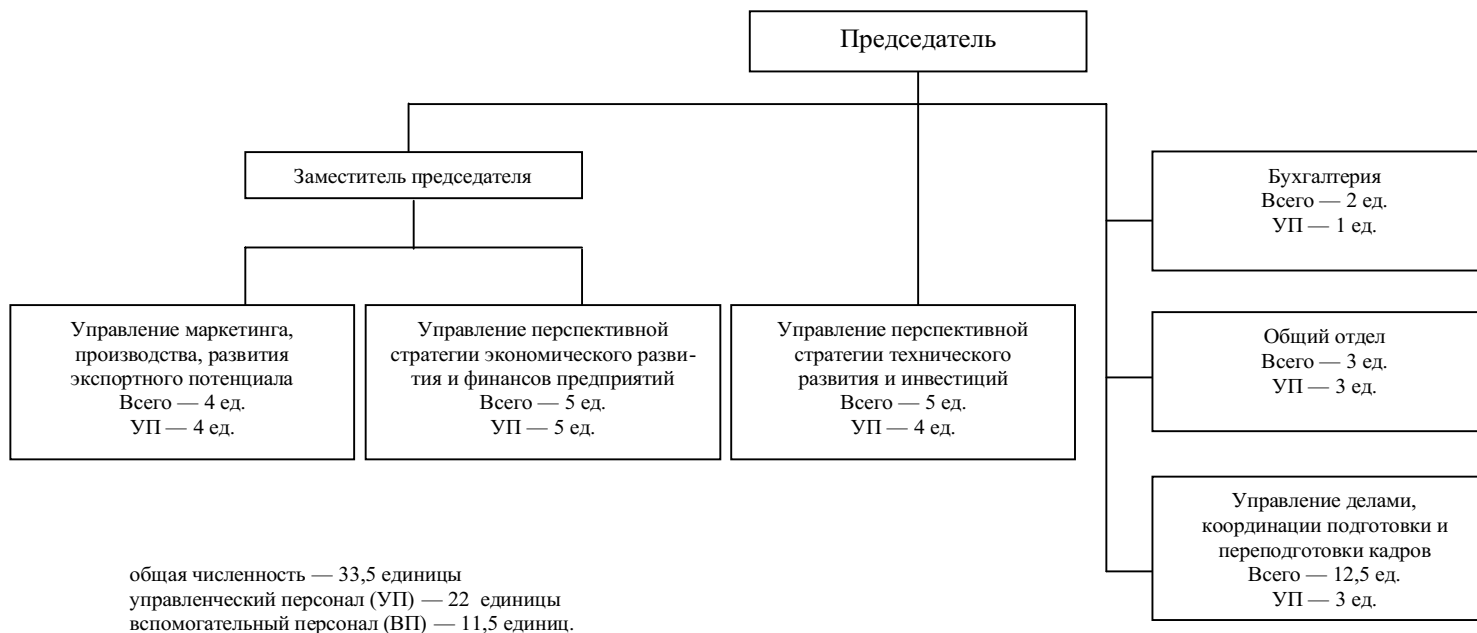 Председатель
Заместитель председателя
Управление маркетинга,
производства, развития
экспортного потенциала
Всего — 4 ед.
УП — 4 ед.
Управление перспективной
стратегии экономического разви-
тия и финансов предприятий
Всего — 5 ед.
УП — 5 ед.
Управление перспективной
стратегии технического
развития и инвестиций
Всего — 5 ед.
УП — 4 ед.
Бухгалтерия
Всего — 2 ед.
УП — 1 ед.
Общий отдел
Всего — 3 ед.
УП — 3 ед.
Управление делами,
координации подготовки и
переподготовки кадров
Всего — 12,5 ед.
УП — 3 ед.
общая численность — 33,5 единицы
управленческий персонал (УП) — 22 единицы
вспомогательный персонал (ВП) — 11,5 единиц.